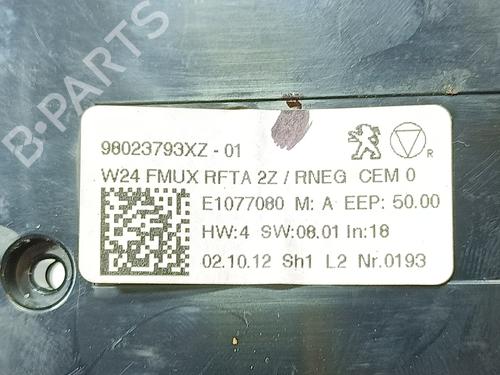 B-PARTS
98023793XZ - 01
R
W24 FMUX RFTA 2Z / RNEG CEM 0
E1077080 M: A EEP: 50.00
HW:4 SW:08.01 In:18
02.10.12 Sh1 L2 Nr.0193